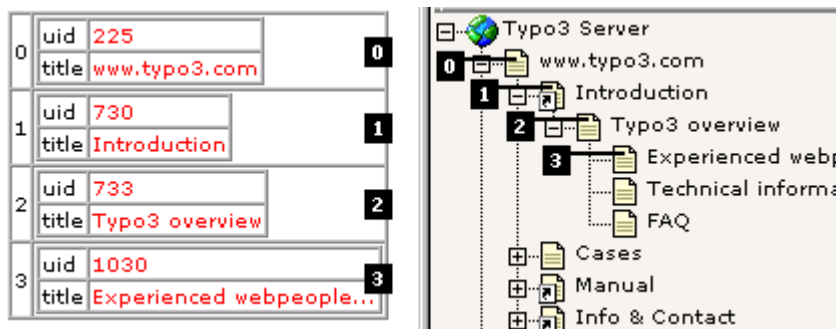 0 uid 225 0
title www.typo3.com
1 uid 730 1
title Introduction
2 uid 733 2
title Typo3 overview
3 uid 1030 3
title Experienced webpeople...
Typo3 Server
0 www.typo3.com
1 Introduction
2 Typo3 overview
3 Experienced
Technical
FAQ
Cases
Manual
Info & Contact